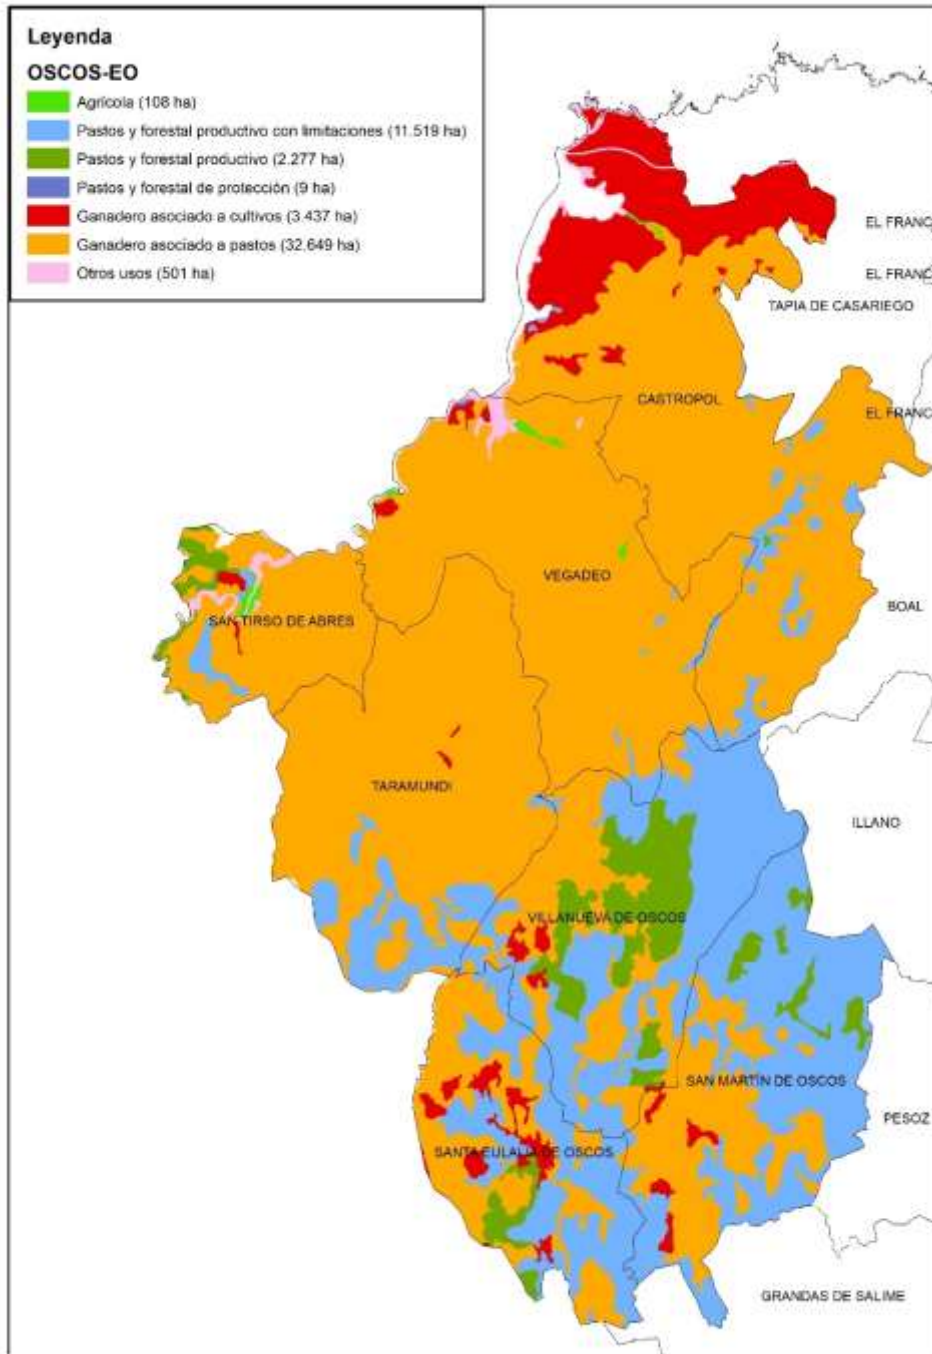 Leyenda
OSCOS-EO
Agrícola (108 ha)
Pastos y forestal productivo con limitaciones (11.519 ha)
Pastos y forestal productivo (2.277 ha)
Pastos y forestal de protección (9 ha)
Ganadero asociado a cultivos (3.437 ha)
Ganadero asociado a pastos (32.649 ha)
Otros usos (501 ha)
EL FRANC
EL FRANC
TAPIA DE CASARIEGO
CASTROPOL
EL FRANC
VEGADEO
BOAL
SAN TIRSO DE ABRES
TARAMUNDI
ILLANO
VILLANUEVA DE OSCOS
SAN MARTÍN DE OSCOS
PESOZ
SANTA EULALIA DE OSCOS
GRANDAS DE SALIME